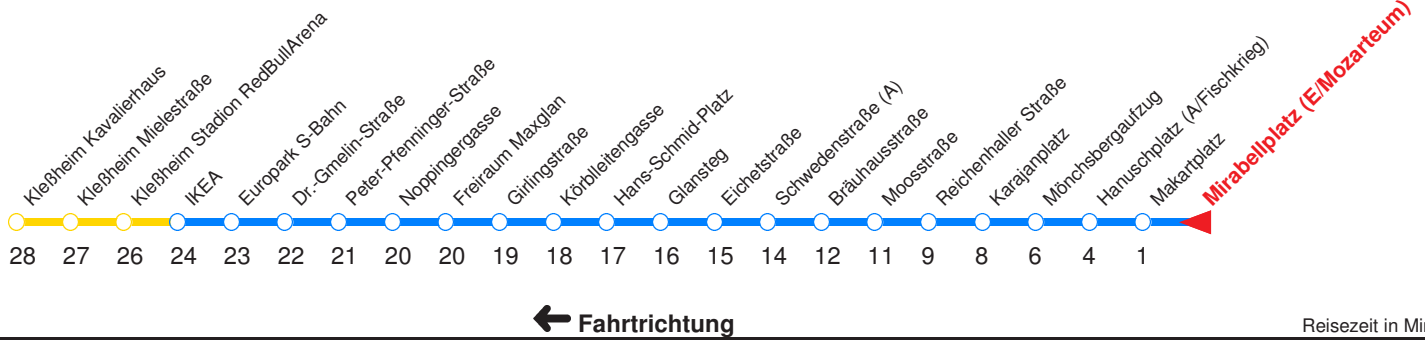 Kleßheim Kavalierhaus
Kleßheim Mielestraße
Kleßheim Stadion RedBullArena
IKEA
Europark S-Bahn
Dr.-Gmelin-Straße
Peter-Pfenninger-Straße
Noppingergasse
Freiraum Maxglan
Girlingstraße
Körblleitengasse
Hans-Schmid-Platz
Glansteg
Eichetstraße
Schwedenstraße (A)
Bräuhausstraße
Moosstraße
Reichenhaller Straße
Karajanplatz
Mönchsbergaufzug
Hanuschplatz (A/Fischkrieg)
Makartplatz
Mirabellplatz (E/Mozarteum)
28 27 26 24 23 22 21 20 20 19 18 17 16 15 14 12 11 9 8 6 4 1
Fahrtrichtung
Reisezeit in Mi